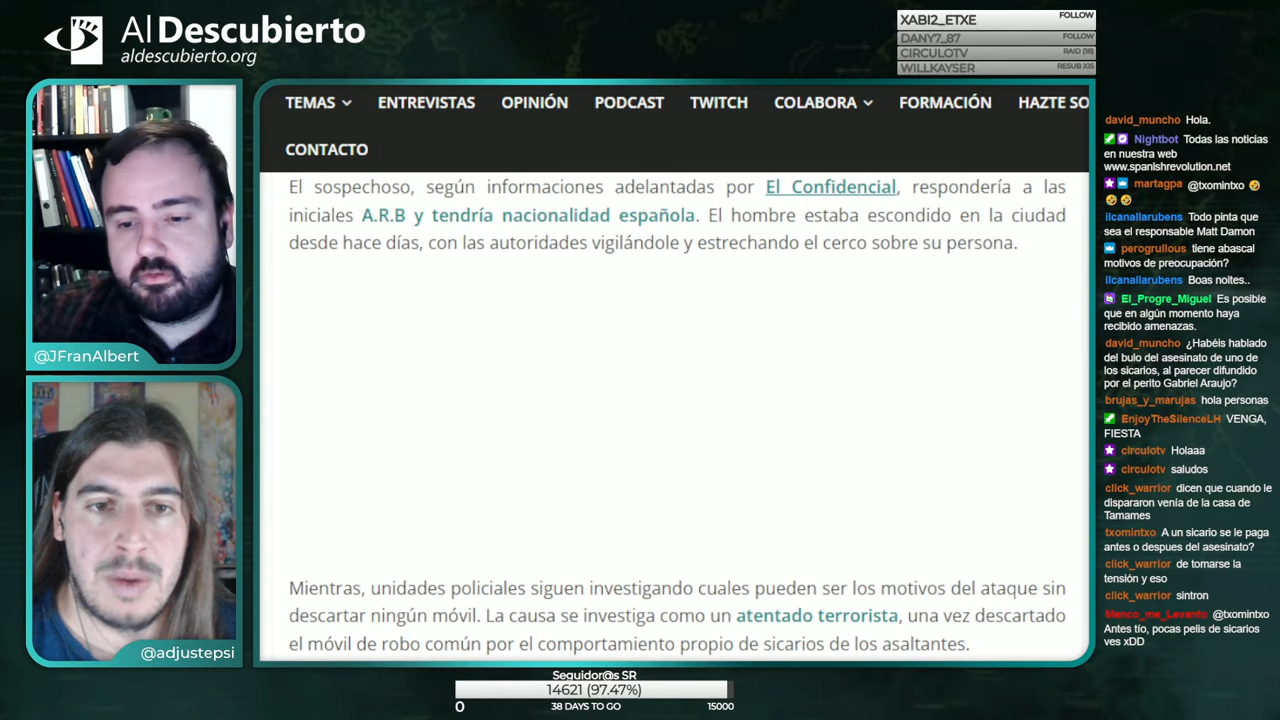 Al Descubierto
aldescubierto.org
XABI2_ETXE FOLLOW
DANY7_87 FOLLOW
CIRCULOTV RAID (18)
WILLKAYSER RESUB X15
@JFranAlbert
@adjustepsi
TEMAS ENTREVISTAS OPINIÓN PODCAST TWITCH COLABORA FORMACIÓN HAZTE SO
CONTACTO
El sospechoso, según informaciones adelantadas por El Confidencial, respondería a las
iniciales A.R.B y tendría nacionalidad española. El hombre estaba escondido en la ciudad
desde hace días, con las autoridades vigilándole y estrechando el cerco sobre su persona.
Mientras, unidades policiales siguen investigando cuales pueden ser los motivos del ataque sin
descartar ningún móvil. La causa se investiga como un atentado terrorista, una vez descartado
el móvil de robo común por el comportamiento propio de sicarios de los asaltantes.
david_muncho Hola.
Nightbot Todas las noticias
en nuestra web
www.spanishrevolution.net
martagpa @txomintxo
ilcanallarubens Todo pinta que
sea el responsable Matt Damon
perogrullous tiene abascal
motivos de preocupación?
ilcanallarubens Boas noites..
El_Progre_Miguel Es posible
que en algún momento haya
recibido amenazas.
david_muncho ¿Habéis hablado
del bulo del asesinato de uno de
los sicarios, al parecer difundido
por el perito Gabriel Araujo?
brujas_y_marujas hola personas
EnjoyTheSilenceLH VENGA,
FIESTA
circulotv Holaaa
circulotv saludos
click_warrior dicen que cuando le
dispararon venía de la casa de
Tamames
txomintxo A un sicario se le paga
antes o despues del asesinato?
click_warrior de tomarse la
tensión y eso
click_warrior sintron
Manco_me_Levanto @txomintxo
Antes tío, pocas pelis de sicarios
ves xDD
Seguidor@s SR
14621 (97.47%)
0 38 DAYS TO GO 15000